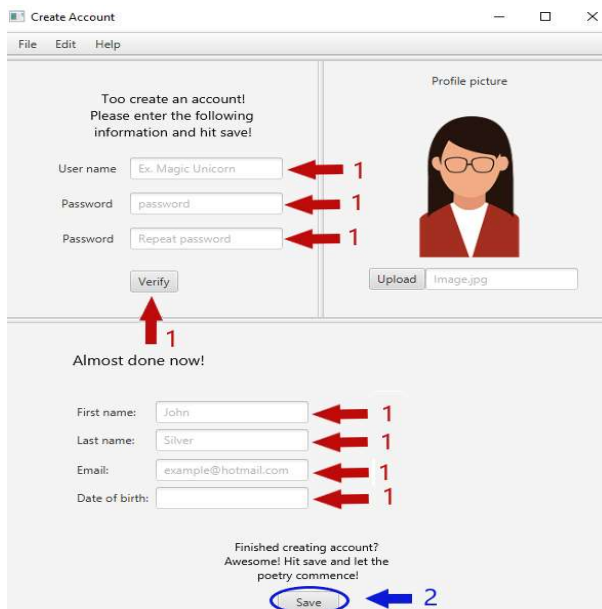 Create Account
File Edit Help
Too create an account!
Please enter the following
information and hit save!
User name Ex. Magic Unicorn 1
Password password 1
Password Repeat password 1
Verify
1
Profile picture
Upload Image.jpg
Almost done now!
First name: John 1
Last name: Silver 1
Email: example@hotmail.com 1
Date of birth: 1
Finished creating account?
Awesome! Hit save and let the
poetry commence!
Save 2